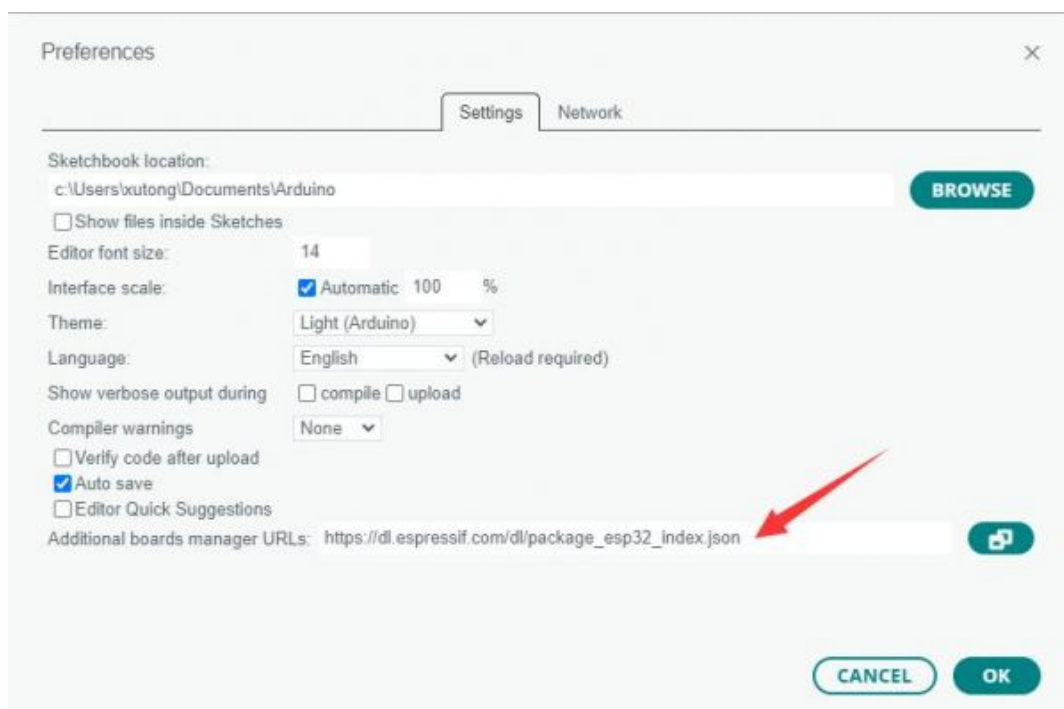 Preferences
Settings Network
Sketchbook location:
c:\Users\xutong\Documents\Arduino BROWSE
Show files inside Sketches
Editor font size: 14
Interface scale: Automatic 100 %
Theme: Light (Arduino)
Language: English (Reload required)
Show verbose output during compile upload
Compiler warnings None
Verify code after upload
Auto save
Editor Quick Suggestions
Additional boards manager URLs: https://dl.espressif.com/dl/package_esp32_index.json
CANCEL OK